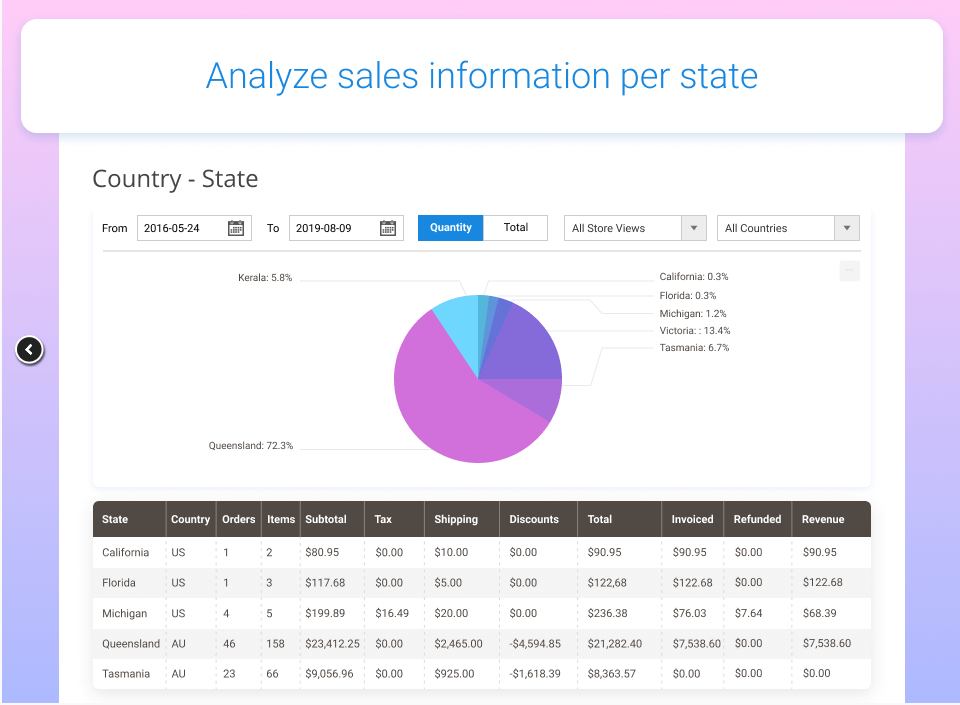 Analyze sales information per state
Country - State
From 2016-05-24 To 2019-08-09 Quantity Total All Store Views All Countries
Kerala: 5.8%
California: 0.3%
Florida: 0.3%
Michigan: 1.2%
Victoria: : 13.4%
Tasmania: 6.7%
Queensland: 72.3%
State Country Orders Items Subtotal Tax Shipping Discounts Total Invoiced Refunded Revenue
California US 1 2 $80.95 $0.00 $10.00 $0.00 $90.95 $90.95 $0.00 $90.95
Florida US 1 3 $117.68 $0.00 $5.00 $0.00 $122,68 $122.68 $0.00 $122.68
Michigan US 4 5 $199.89 $16.49 $20.00 $0.00 $236.38 $76.03 $7.64 $68.39
Queensland AU 46 158 $23,412.25 $0.00 $2,465.00 -$4,594.85 $21,282.40 $7,538.60 $0.00 $7,538.60
Tasmania AU 23 66 $9,056.96 $0.00 $925.00 -$1,618.39 $8,363.57 $0.00 $0.00 $0.00